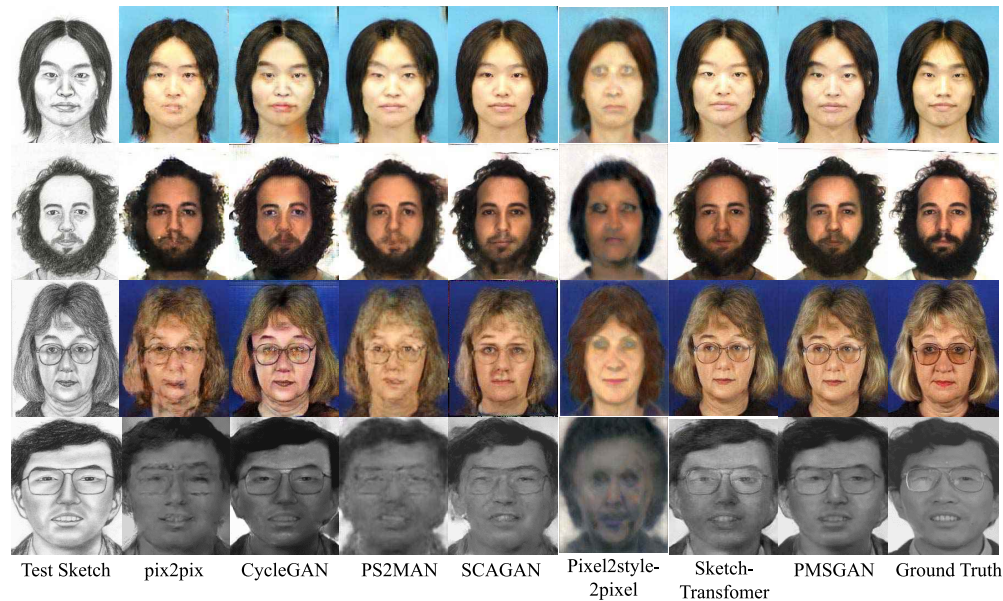 Test Sketch pix2pix CycleGAN PS2MAN SCAGAN Pixel2style- Sketch- PMSGAN Ground Truth
2pixel Transfomer